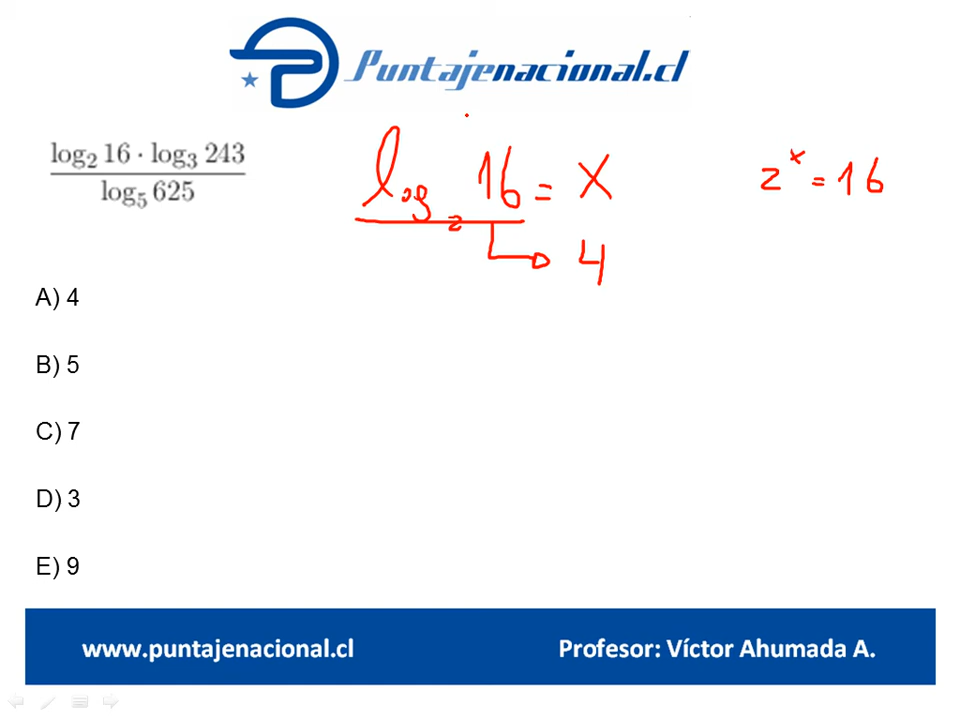 Puntajenacional.cl
log₂ 16 · log₃ 243
log₅ 625
log₂ 16 = x
2ˣ = 16
4
A) 4
B) 5
C) 7
D) 3
E) 9
www.puntajenacional.cl
Profesor: Víctor Ahumada A.